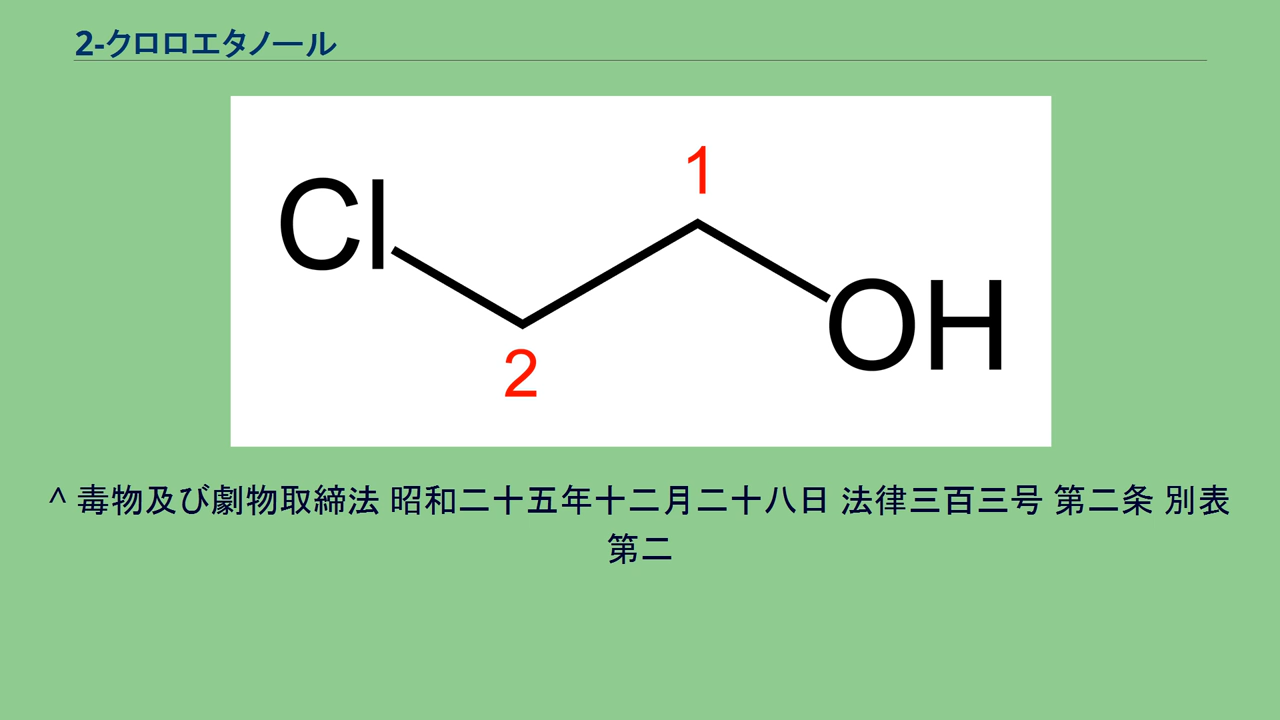 2-クロロエタノール
1
Cl
OH
2
^ 毒物及び劇物取締法 昭和二十五年十二月二十八日 法律三百三号 第二条 別表
第二